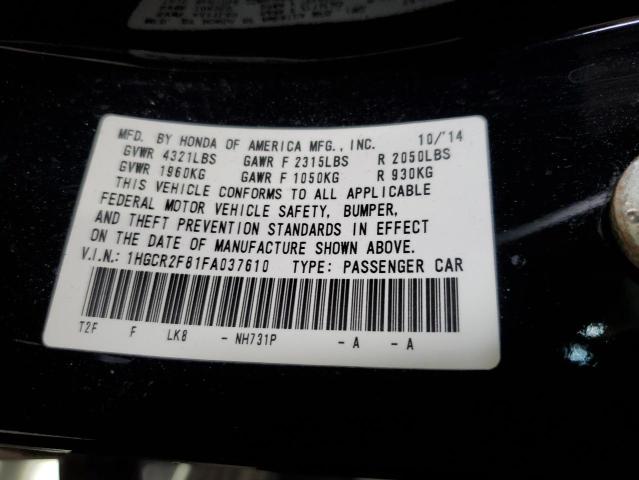 MFD. BY HONDA OF AMERICA MFG., INC. 10/'14
GVWR 4321LBS GAWR F 2315LBS R 2050LBS
GVWR 1960KG GAWR F 1050KG R 930KG
THIS VEHICLE CONFORMS TO ALL APPLICABLE
FEDERAL MOTOR VEHICLE SAFETY, BUMPER,
AND THEFT PREVENTION STANDARDS IN EFFECT
ON THE DATE OF MANUFACTURE SHOWN ABOVE.
V.I.N.: 1HGCR2F81FA037610 TYPE: PASSENGER CAR
T2F F LK8 - NH731P - A - A